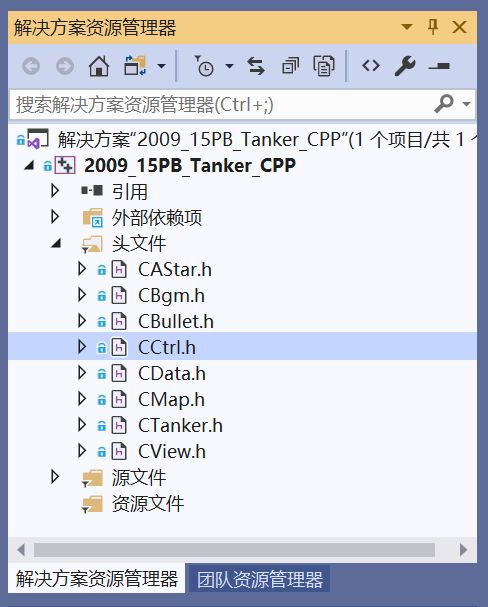 解决方案资源管理器
搜索解决方案资源管理器(Ctrl+;)
解决方案"2009_15PB_Tanker_CPP"(1 个项目/共 1
2009_15PB_Tanker_CPP
引用
外部依赖项
头文件
CAStar.h
CBgm.h
CBullet.h
CCtrl.h
CData.h
CMap.h
CTanker.h
CView.h
源文件
资源文件
解决方案资源管理器 团队资源管理器